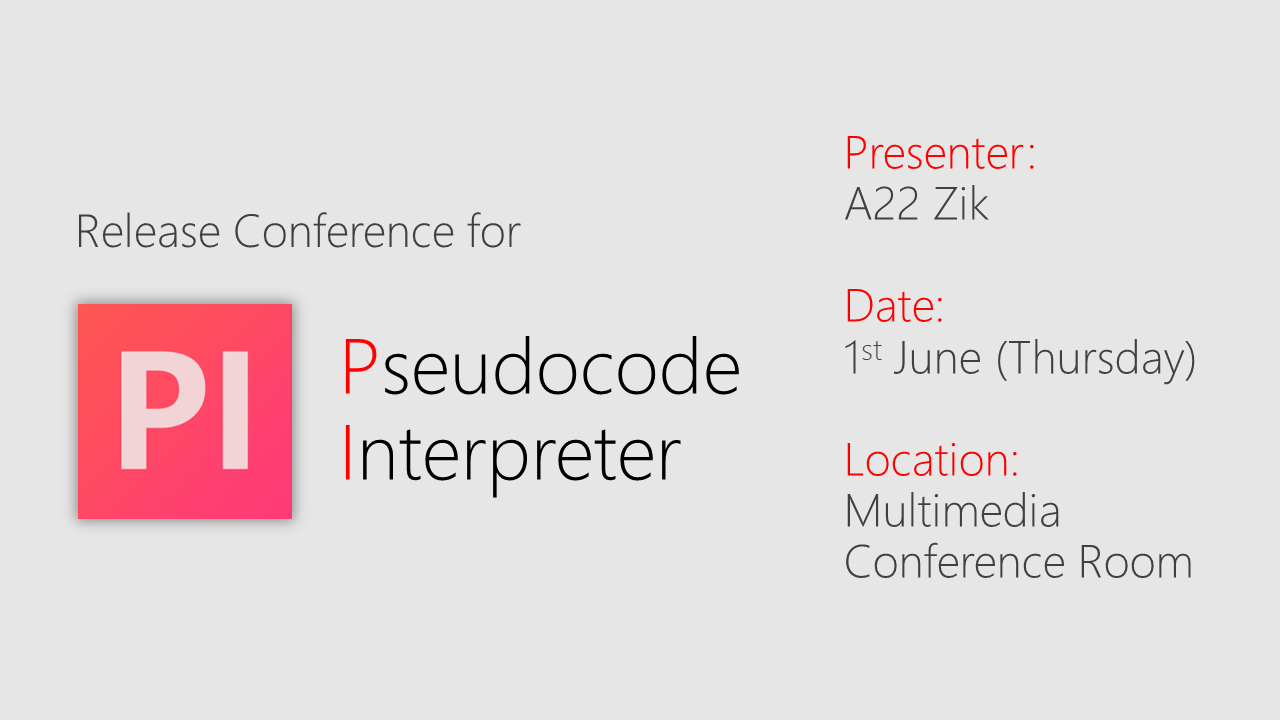 Release Conference for
PI
Pseudocode
Interpreter
Presenter:
A22 Zik
Date:
1st June (Thursday)
Location:
Multimedia
Conference Room